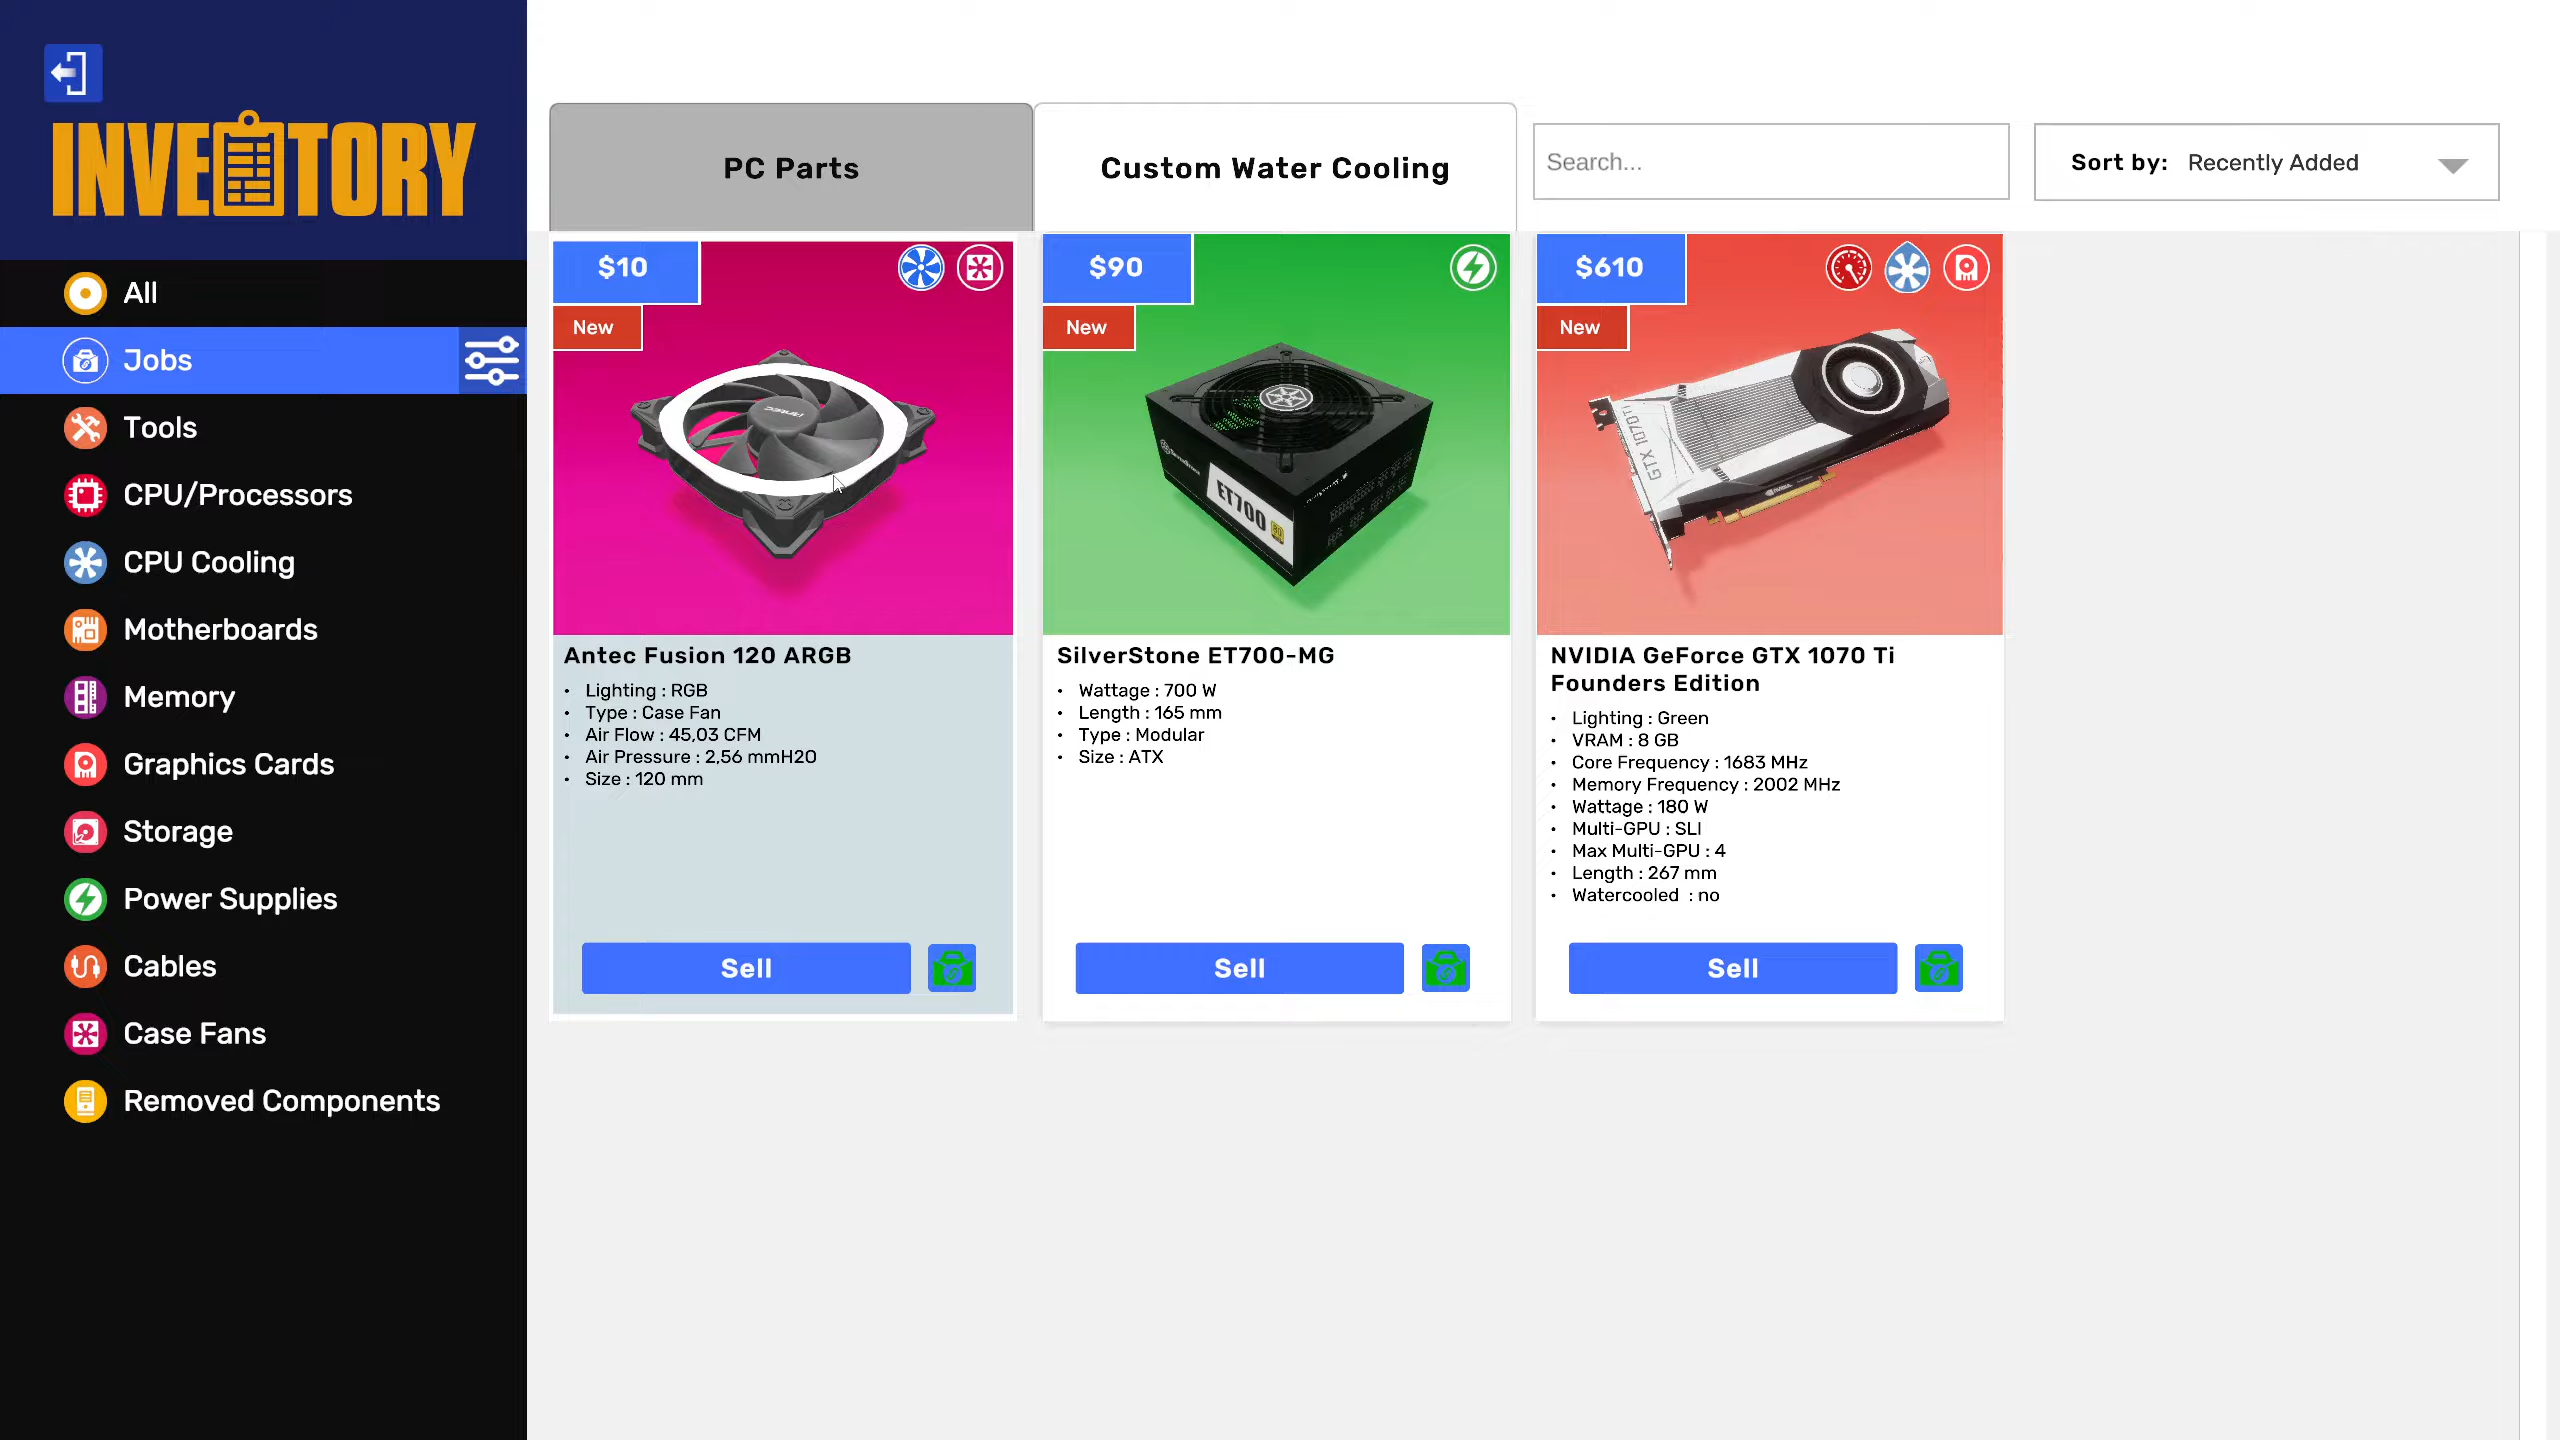 INVENTORY
All
Jobs
Tools
CPU/Processors
CPU Cooling
Motherboards
Memory
Graphics Cards
Storage
Power Supplies
Cables
Case Fans
Removed Components
PC Parts
Custom Water Cooling
Search...
Sort by: Recently Added
$10
New
Antec Fusion 120 ARGB
• Lighting : RGB
• Type : Case Fan
• Air Flow : 45,03 CFM
• Air Pressure : 2,56 mmH2O
• Size : 120 mm
Sell
$90
New
ET700
SilverStone ET700-MG
• Wattage : 700 W
• Length : 165 mm
• Type : Modular
• Size : ATX
Sell
$610
New
GTX 1070 Ti
NVIDIA GeForce GTX 1070 Ti
Founders Edition
• Lighting : Green
• VRAM : 8 GB
• Core Frequency : 1683 MHz
• Memory Frequency : 2002 MHz
• Wattage : 180 W
• Multi-GPU : SLI
• Max Multi-GPU : 4
• Length : 267 mm
• Watercooled : no
Sell